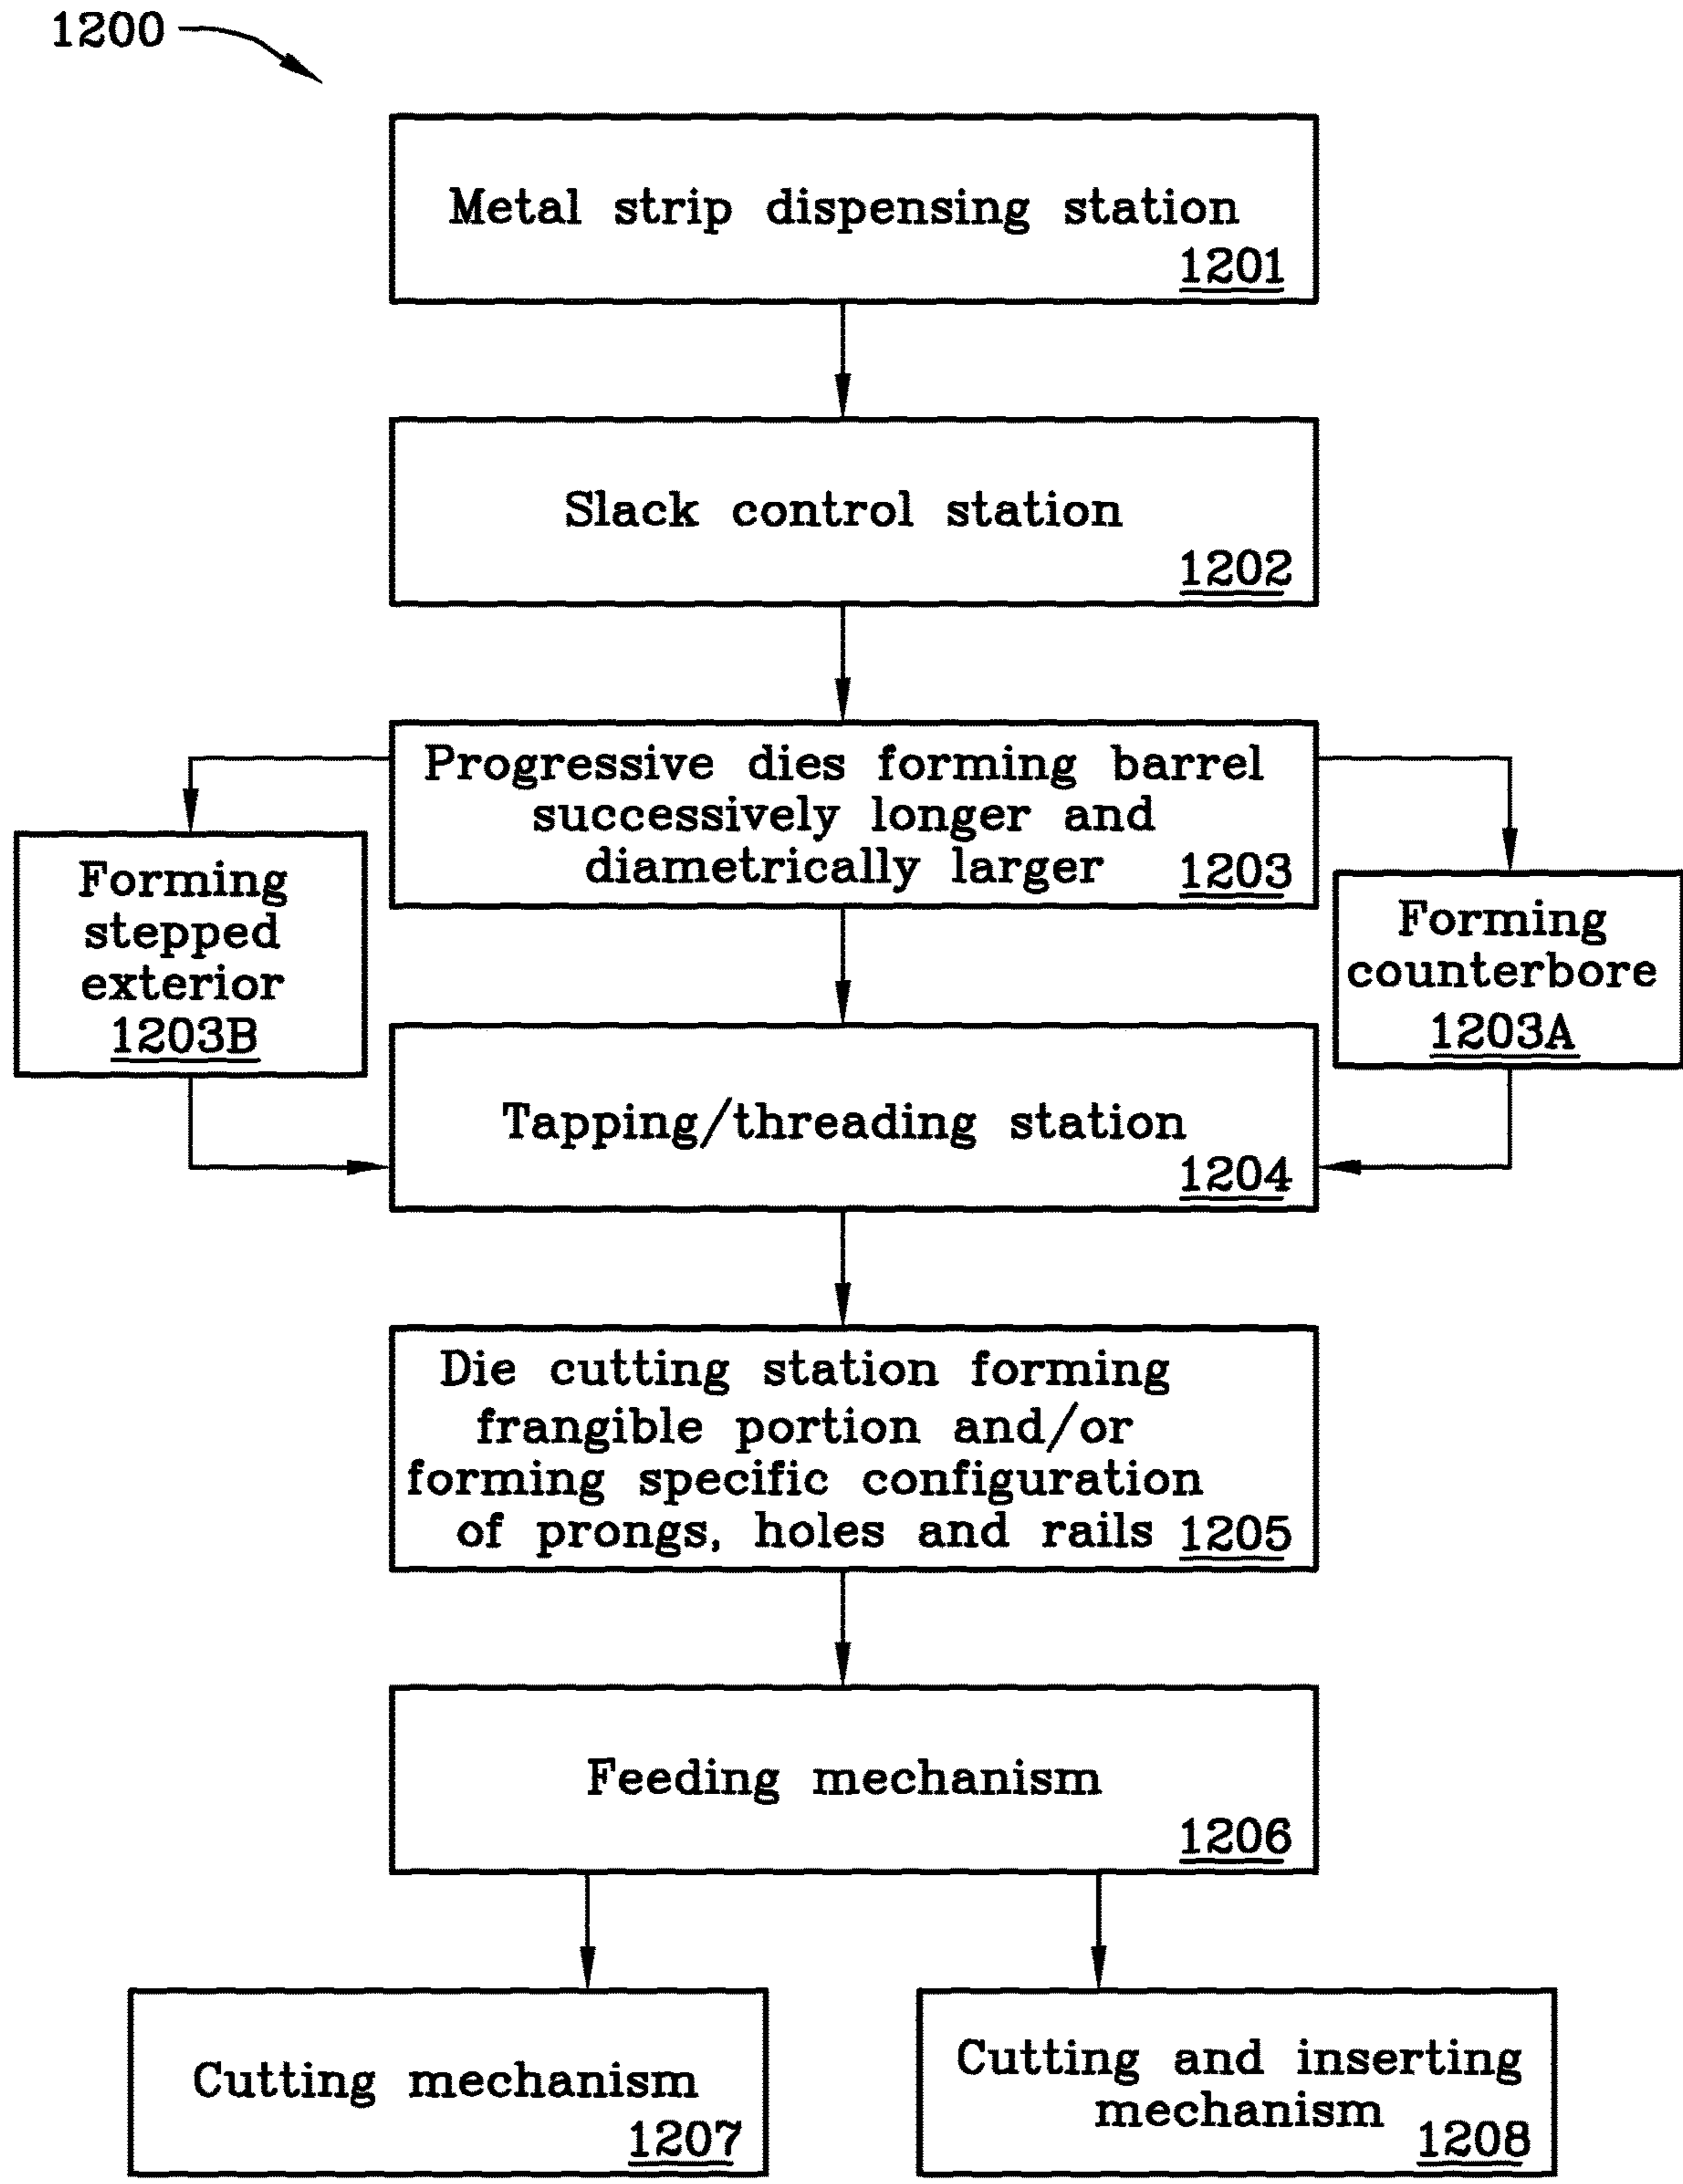 1200
Metal strip dispensing station
1201
Slack control station
1202
Progressive dies forming barrel
successively longer and
diametrically larger 1203
Forming
stepped
exterior
1203B
Forming
counterbore
1203A
Tapping/threading station
1204
Die cutting station forming
frangible portion and/or
forming specific configuration
of prongs, holes and rails 1205
Feeding mechanism
1206
Cutting mechanism
1207
Cutting and inserting
mechanism 1208